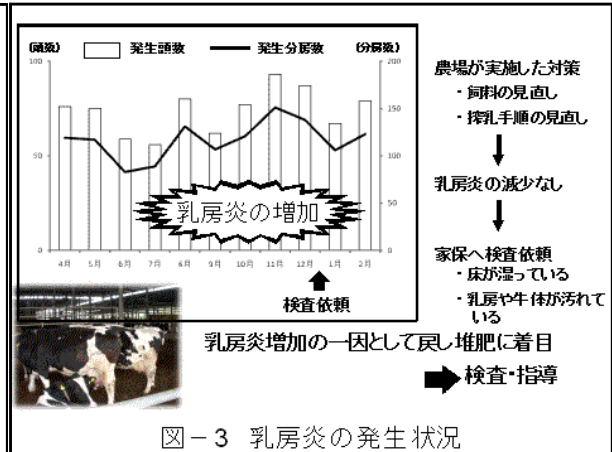 (頭数) 発生頭数 発生分房数 (分房数)
100 200
150
50 100
50
0 0
乳房炎の増加
4月 5月 6月 7月 8月 9月 10月 11月 12月 1月 2月
検査依頼
農場が実施した対策
・飼料の見直し
・搾乳手順の見直し
乳房炎の減少なし
家保へ検査依頼
・床が湿っている
・乳房や牛体が汚れて
いる
乳房炎増加の一因として戻し堆肥に着目
検査・指導
図－3 乳房炎の発生状況